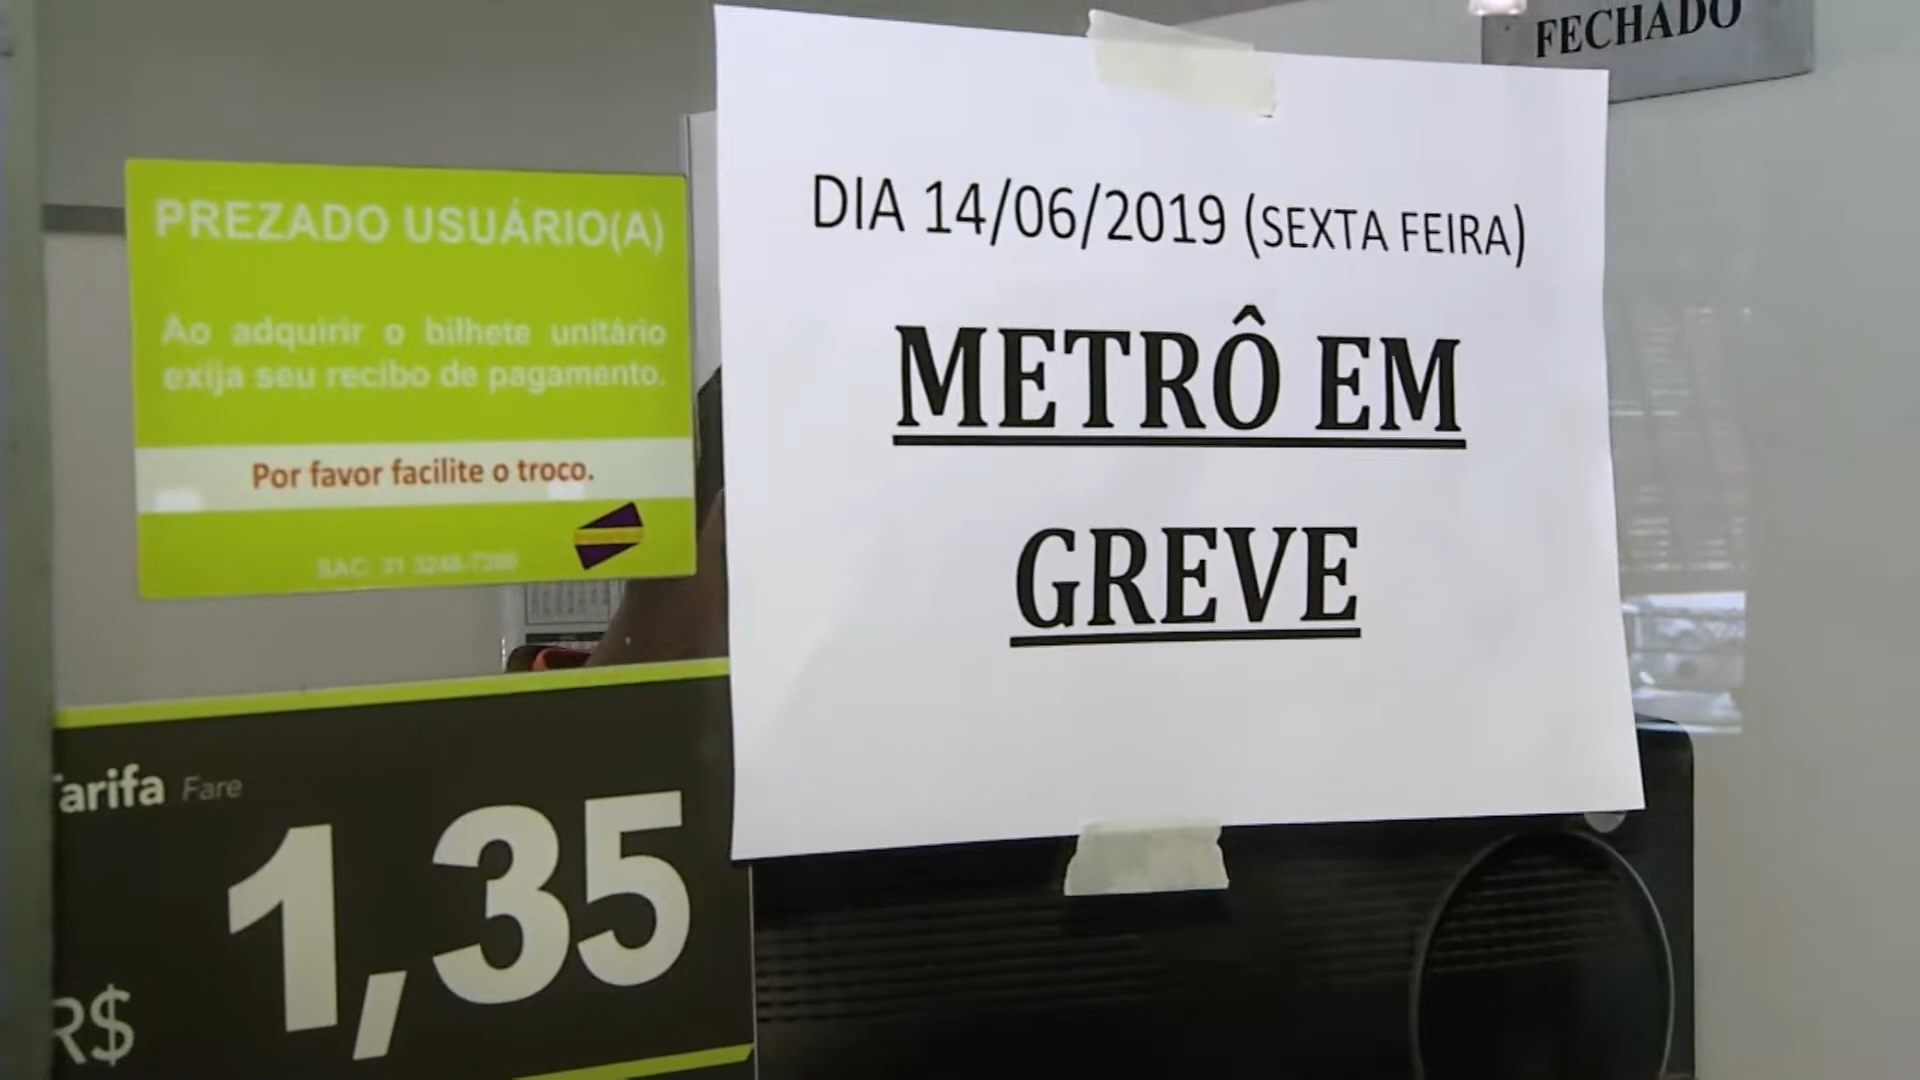 FECHADO
PREZADO USUÁRIO(A)
Ao adquirir o bilhete unitário
exija seu recibo de pagamento.
Por favor facilite o troco.
DIA 14/06/2019 (SEXTA FEIRA)
METRÔ EM
GREVE
Tarifa Fare
R$ 1,35